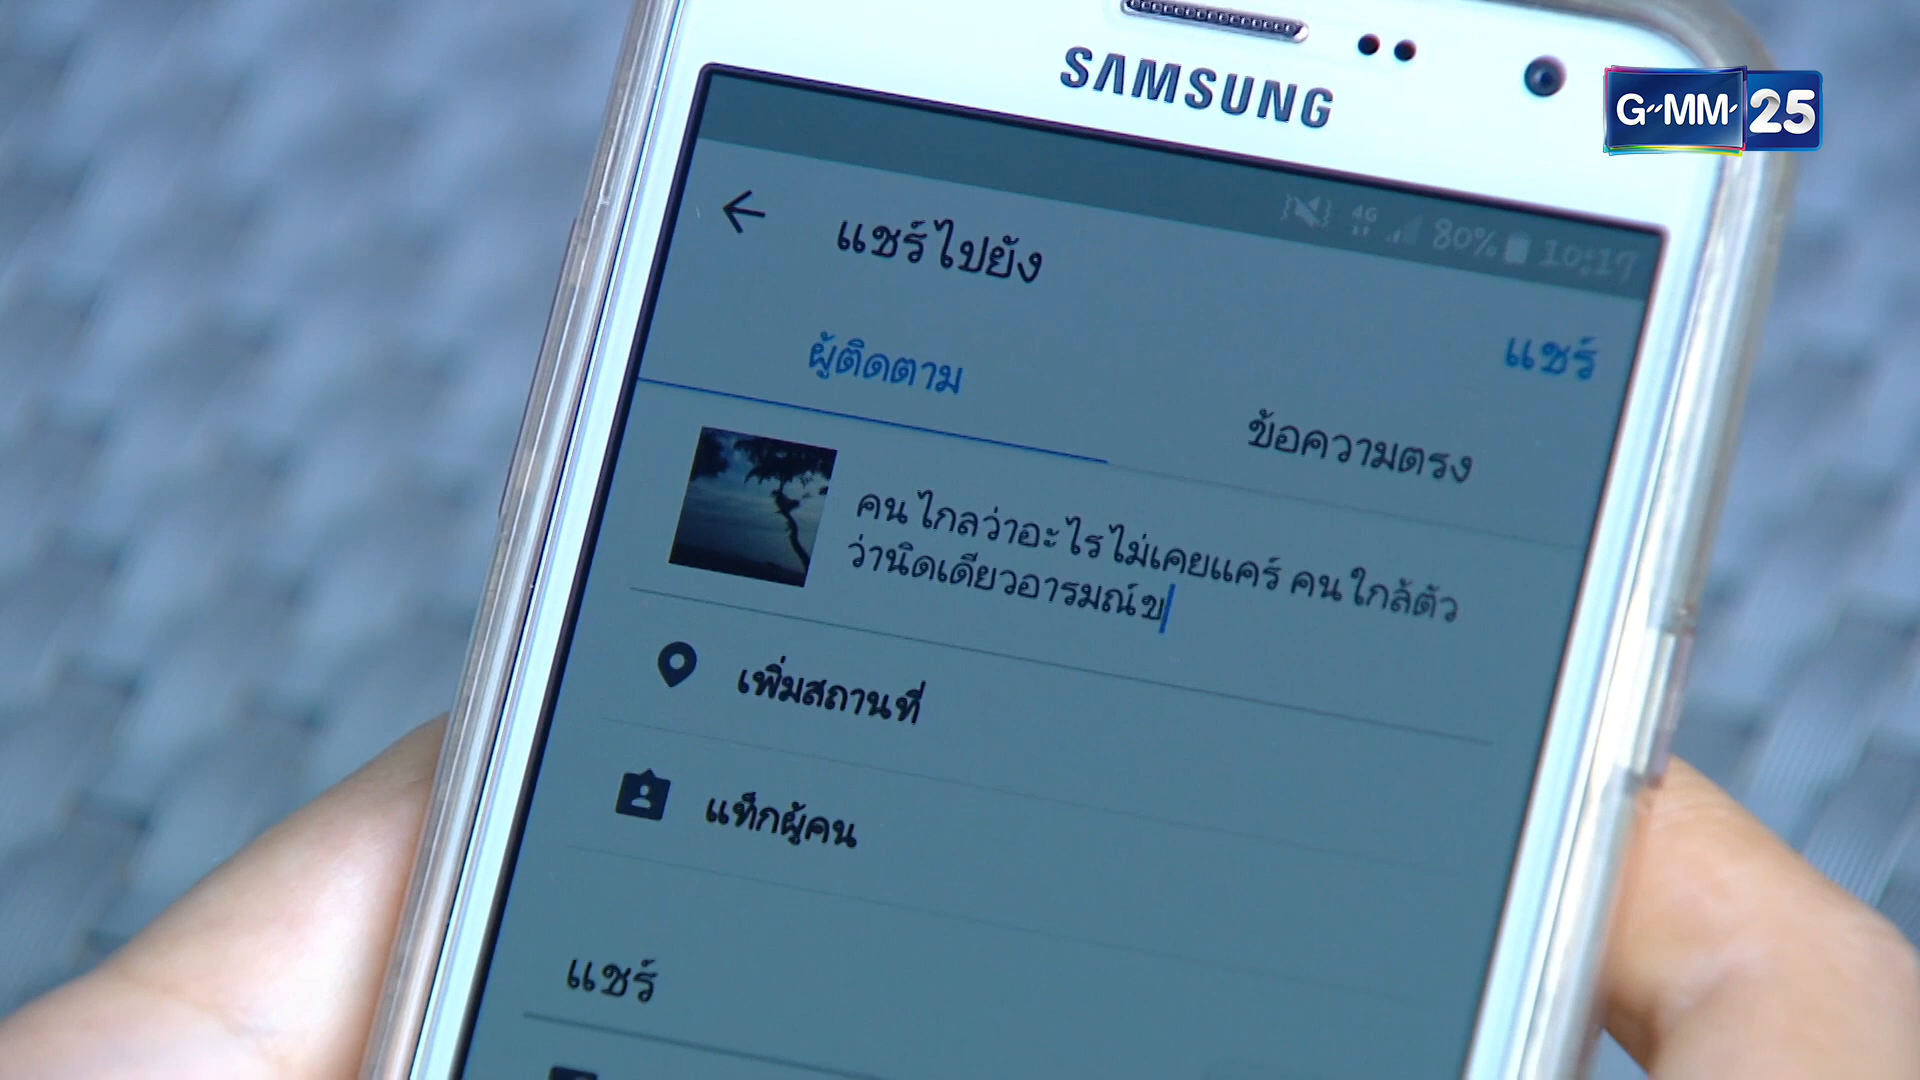 SAMSUNG
G"MM' 25
4G 80% 10:17
แชร์ไปยัง
แชร์
ผู้ติดตาม
ข้อความตรง
คนไกลว่าอะไรไม่เคยแคร์ คนใกล้ตัว
ว่านิดเดียวอารมณ์ข
เพิ่มสถานที่
แท็กผู้คน
แชร์